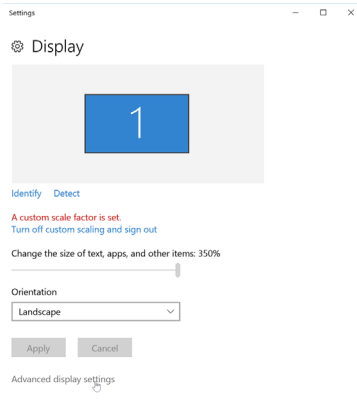 Settings
Display
1
Identify Detect
A custom scale factor is set.
Turn off custom scaling and sign out
Change the size of text, apps, and other items: 350%
Orientation
Landscape
Apply Cancel
Advanced display settings